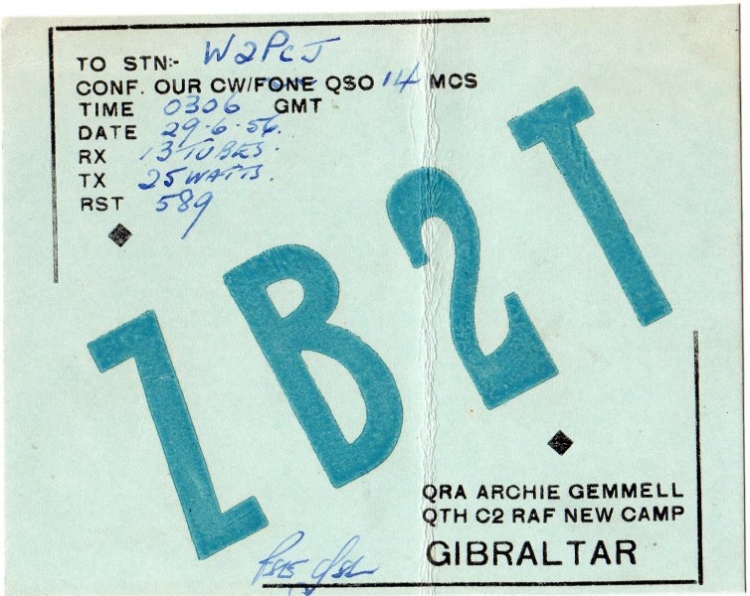 TO STN:- W2PCJ
CONF. OUR CW/FONE QSO 14 MCS
TIME 0306 GMT
DATE 29-6-56.
RX 13 TUBES.
TX 25 WATTS.
RST 589
ZB2T
QRA ARCHIE GEMMELL
QTH C2 RAF NEW CAMP
GIBRALTAR